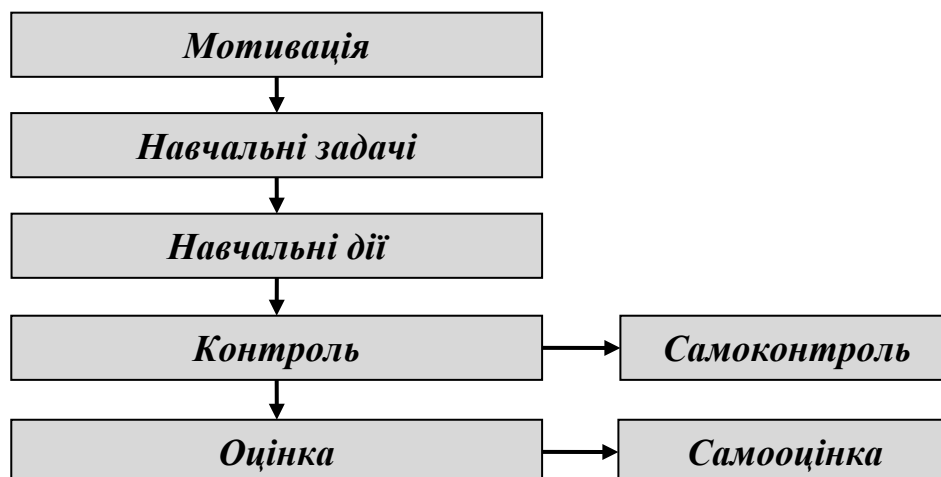 Мотивація
Навчальні задачі
Навчальні дії
Контроль
Самоконтроль
Оцінка
Самооцінка